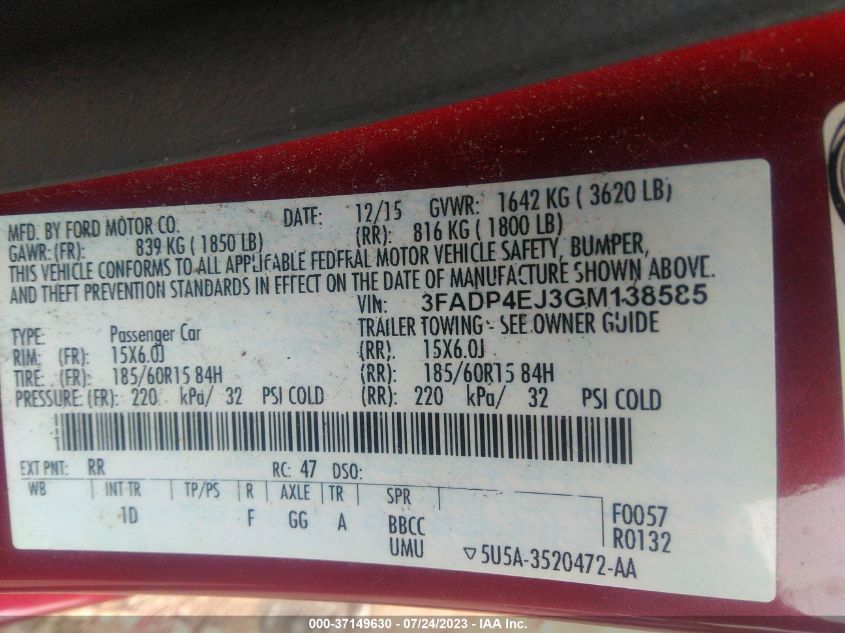 MFD. BY FORD MOTOR CO. DATE: 12/15 GVWR: 1642 KG ( 3620 LB)
GAWR: (FR): 839 KG ( 1850 LB) (RR): 816 KG ( 1800 LB)
THIS VEHICLE CONFORMS TO ALL APPLICABLE FEDERAL MOTOR VEHICLE SAFETY, BUMPER,
AND THEFT PREVENTION STANDARDS IN EFFECT ON THE DATE OF MANUFACTURE SHOWN ABOVE.
VIN: 3FADP4EJ3GM138585
TYPE: Passenger Car TRAILER TOWING - SEE OWNER GUIDE
RIM: (FR): 15X6.0J (RR): 15X6.0J
TIRE: (FR): 185/60R15 84H (RR): 185/60R15 84H
PRESSURE: (FR): 220 kPa/ 32 PSI COLD (RR): 220 kPa/ 32 PSI COLD
EXT PNT: RR RC: 47 DSO:
WB INT TR TP/PS R AXLE TR SPR
1D F GG A BBCC F0057
UMU R0132
▽5U5A-3520472-AA
000-37149630 - 07/24/2023 - IAA Inc.